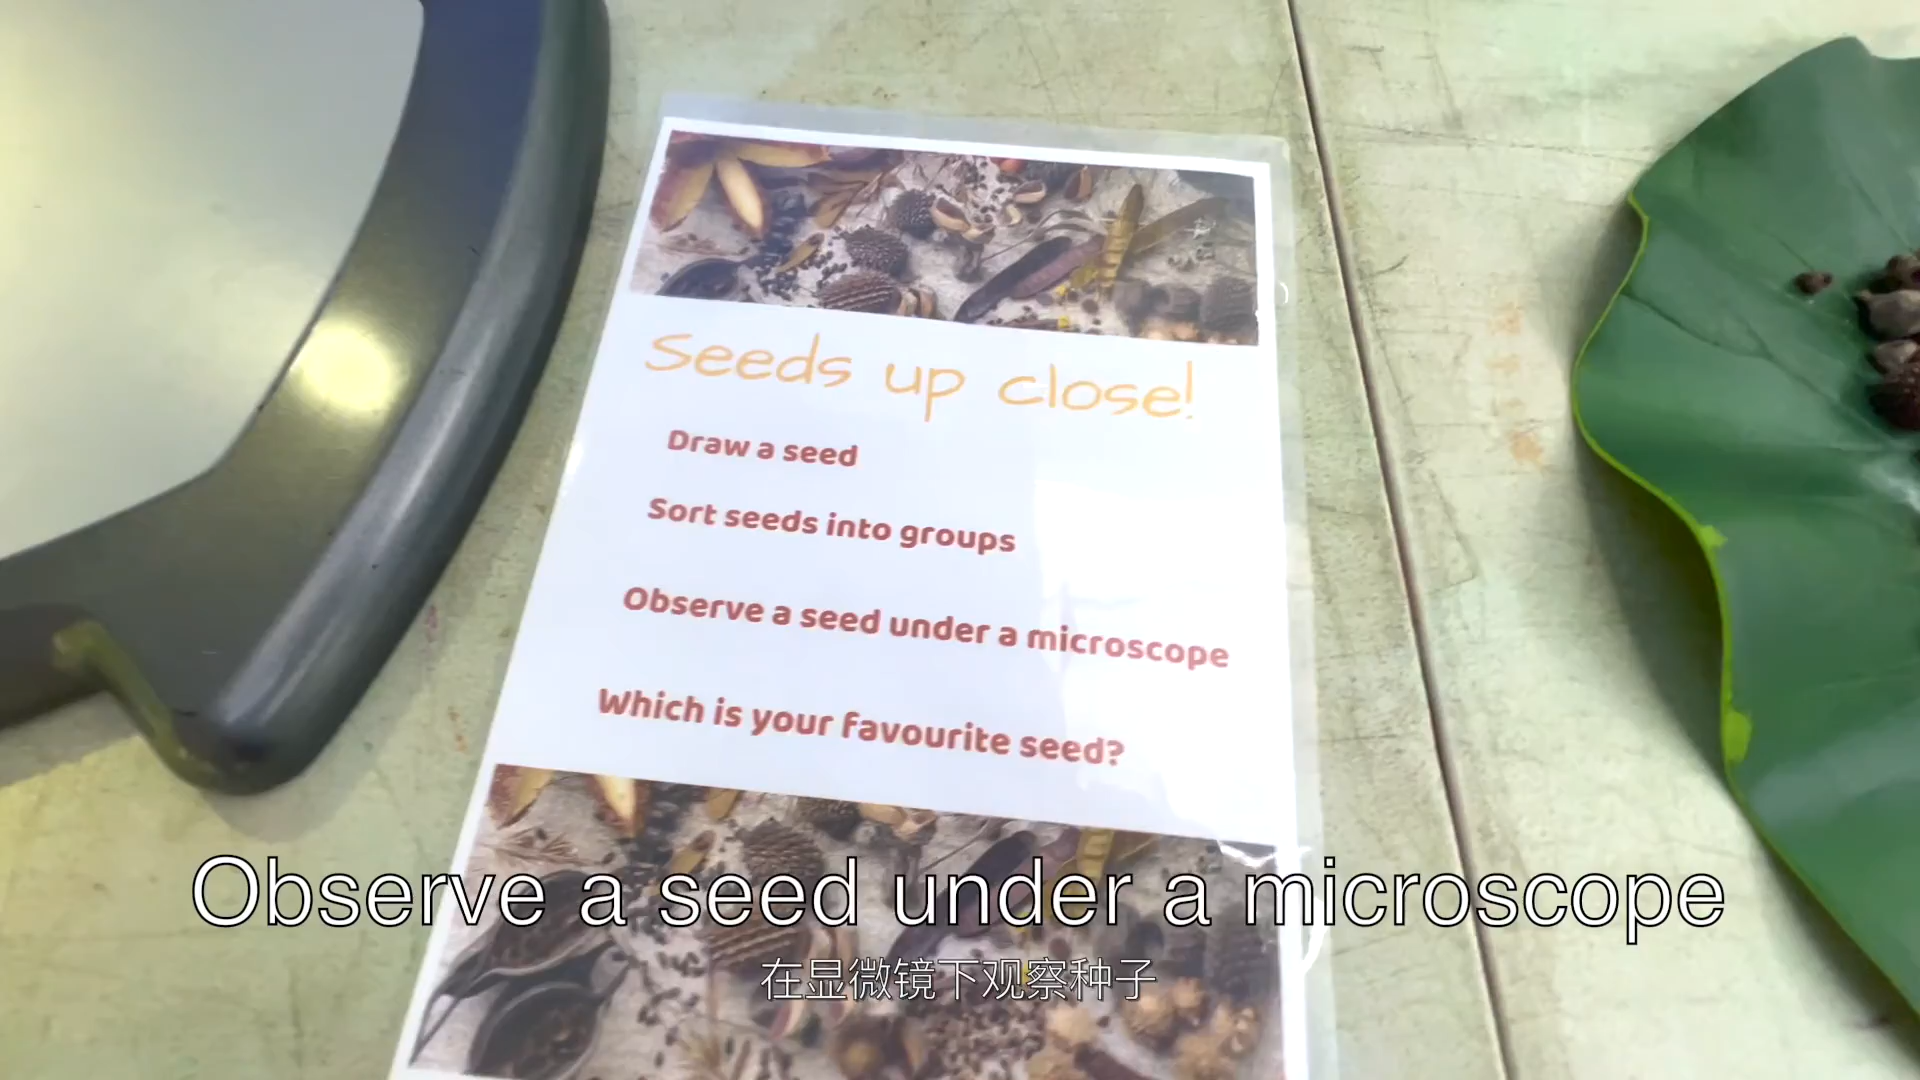 Seeds up close!
Draw a seed
Sort seeds into groups
Observe a seed under a microscope
Which is your favourite seed?
Observe a seed under a microscope
在显微镜下观察种子